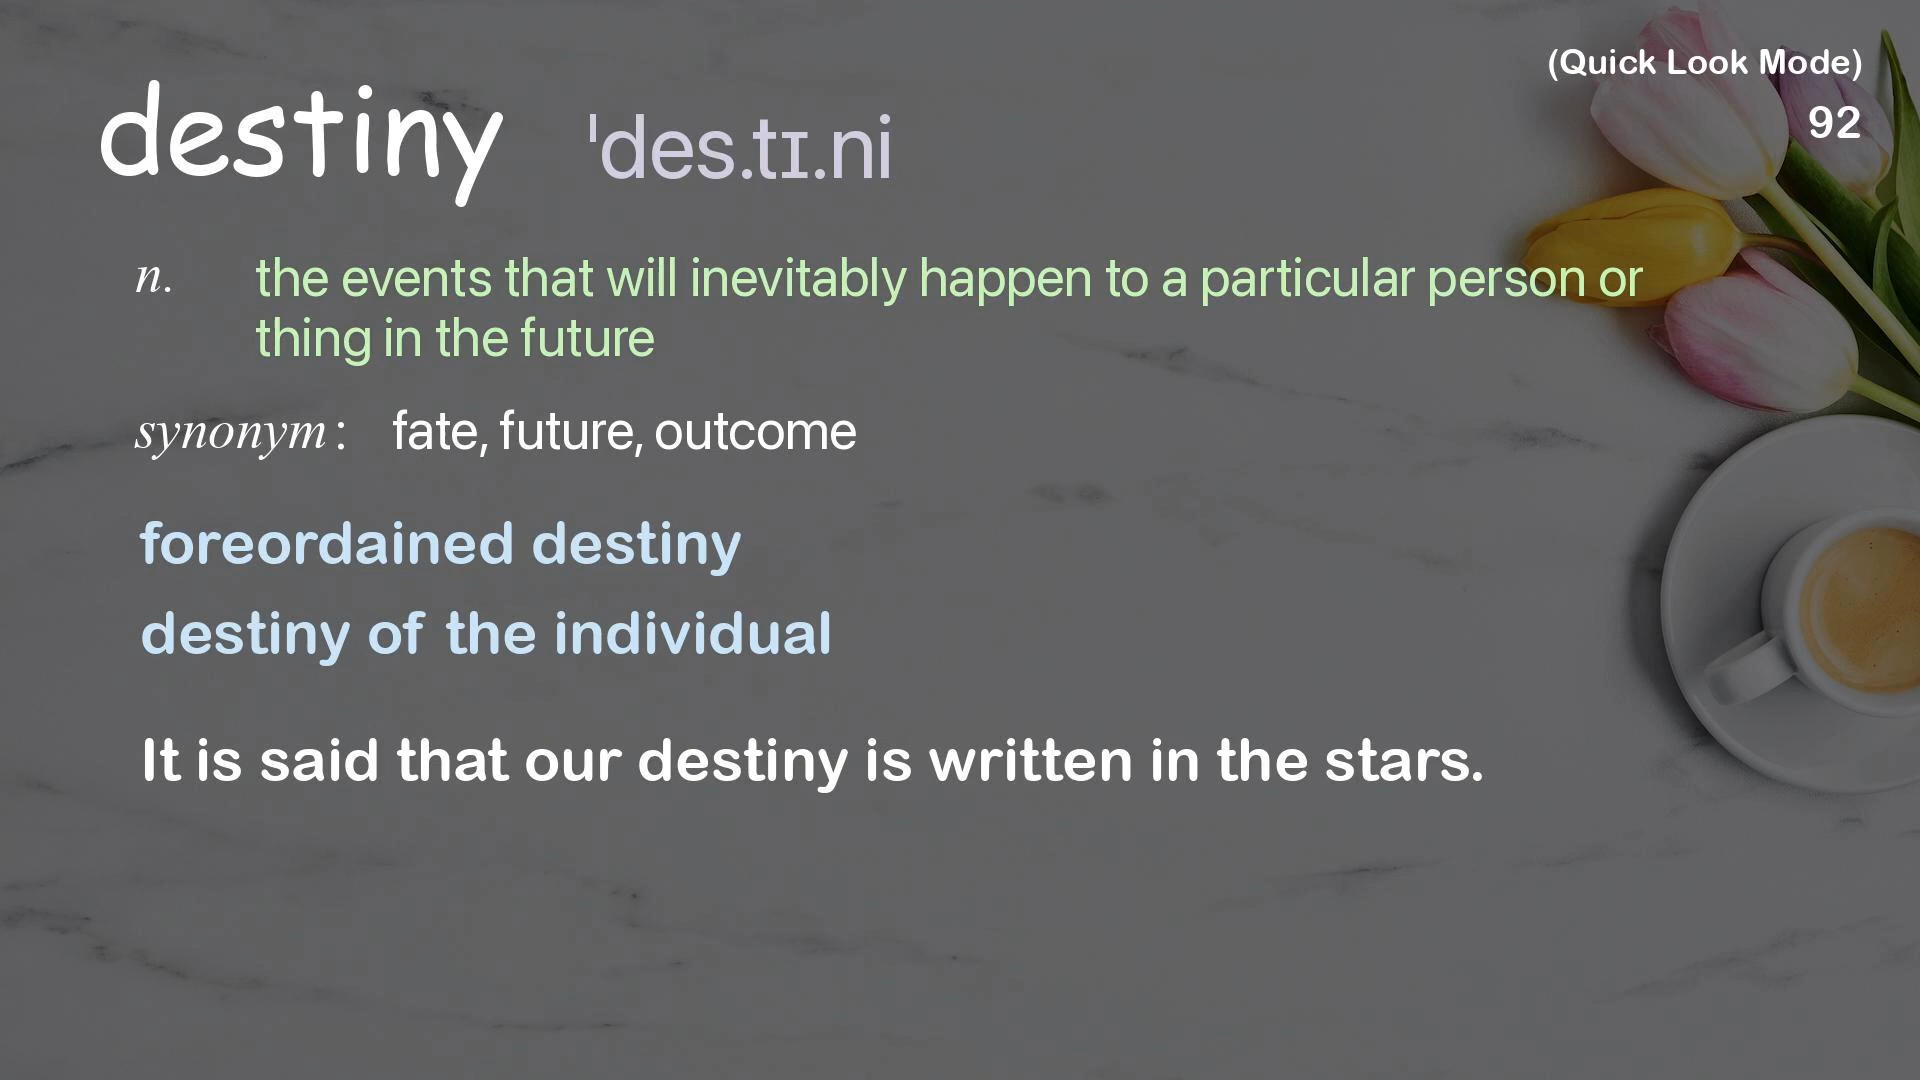 (Quick Look Mode)
92
destiny ˈdes.tɪ.ni
n. the events that will inevitably happen to a particular person or
thing in the future
synonym: fate, future, outcome
foreordained destiny
destiny of the individual
It is said that our destiny is written in the stars.